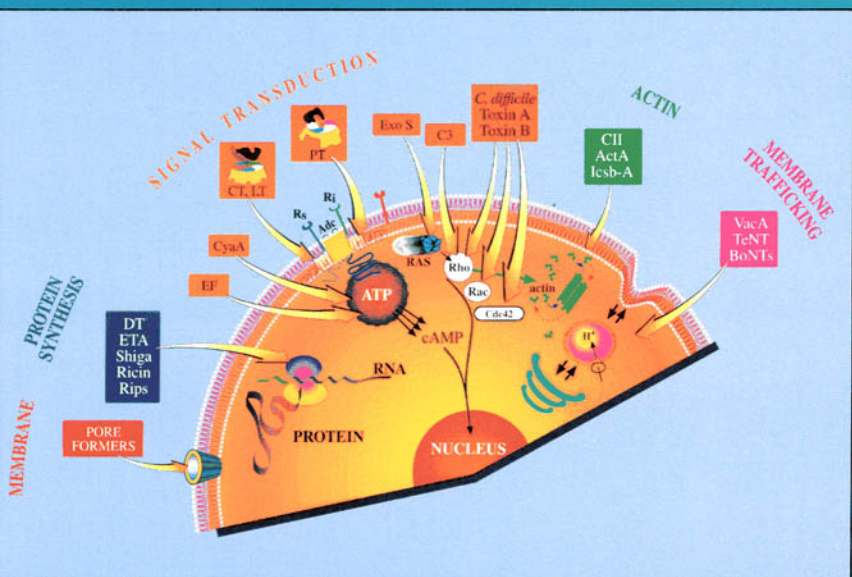 SIGNAL TRANSDUCTION
ACTIN
MEMBRANE
TRAFFICKING
PROTEIN
SYNTHESIS
MEMBRANE
CT, LT
PT
Exo S
C3
C. difficile
Toxin A
Toxin B
CII
ActA
Icsb-A
VacA
TeNT
BoNTs
CyaA
EF
DT
ETA
Shiga
Ricin
Rips
PORE
FORMERS
Rs
Adc
Ri
RAS
Rho
Rac
Cdc42
actin
H+
ATP
cAMP
RNA
PROTEIN
NUCLEUS